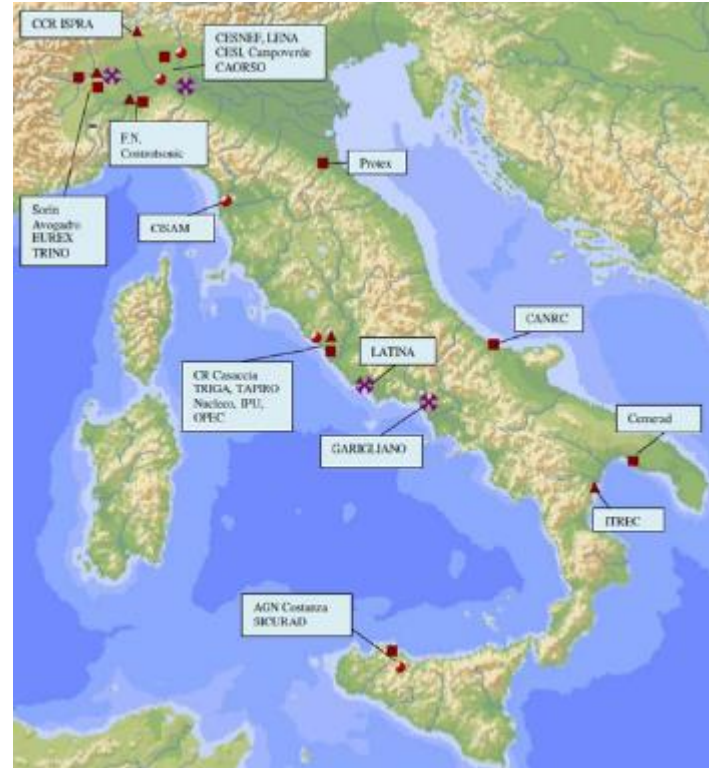 CCR ISPRA
CESNEF, LENA
CESI, Campoverde
CAORSO
F.N,
Controlsonic
Protex
Sorin
Avogadro
EUREX
TRINO
CISAM
CANRC
LATINA
CR Casaccia
TRIGA, TAPIRO
Nucleco, IPU,
OPEC
Cemerad
GARIGLIANO
ITREC
AGN Costanza
SICURAD